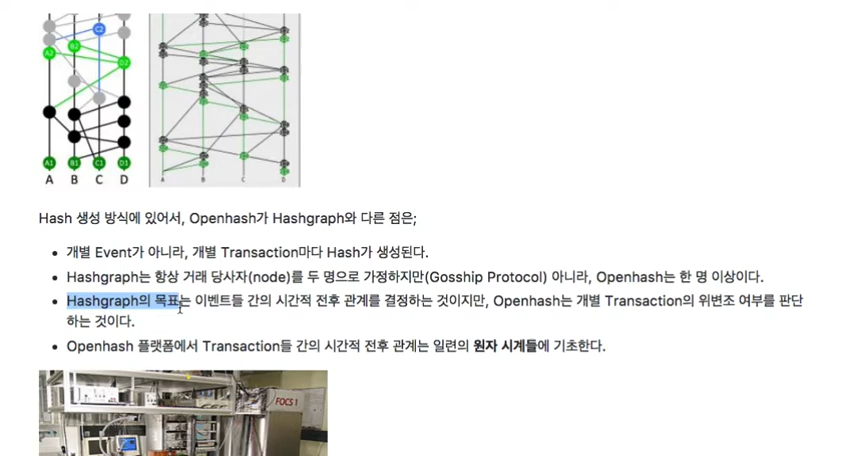 C2
A2
B2
D2
A1 B1 C1 D1
A B C D
A B C D
Hash 생성 방식에 있어서, Openhash가 Hashgraph와 다른 점은;
개별 Event가 아니라, 개별 Transaction마다 Hash가 생성된다.
Hashgraph는 항상 거래 당사자(node)를 두 명으로 가정하지만(Gosship Protocol) 아니라, Openhash는 한 명 이상이다.
Hashgraph의 목표는 이벤트들 간의 시간적 전후 관계를 결정하는 것이지만, Openhash는 개별 Transaction의 위변조 여부를 판단
하는 것이다.
Openhash 플랫폼에서 Transaction들 간의 시간적 전후 관계는 일련의 원자 시계들에 기초한다.
FOCS 1